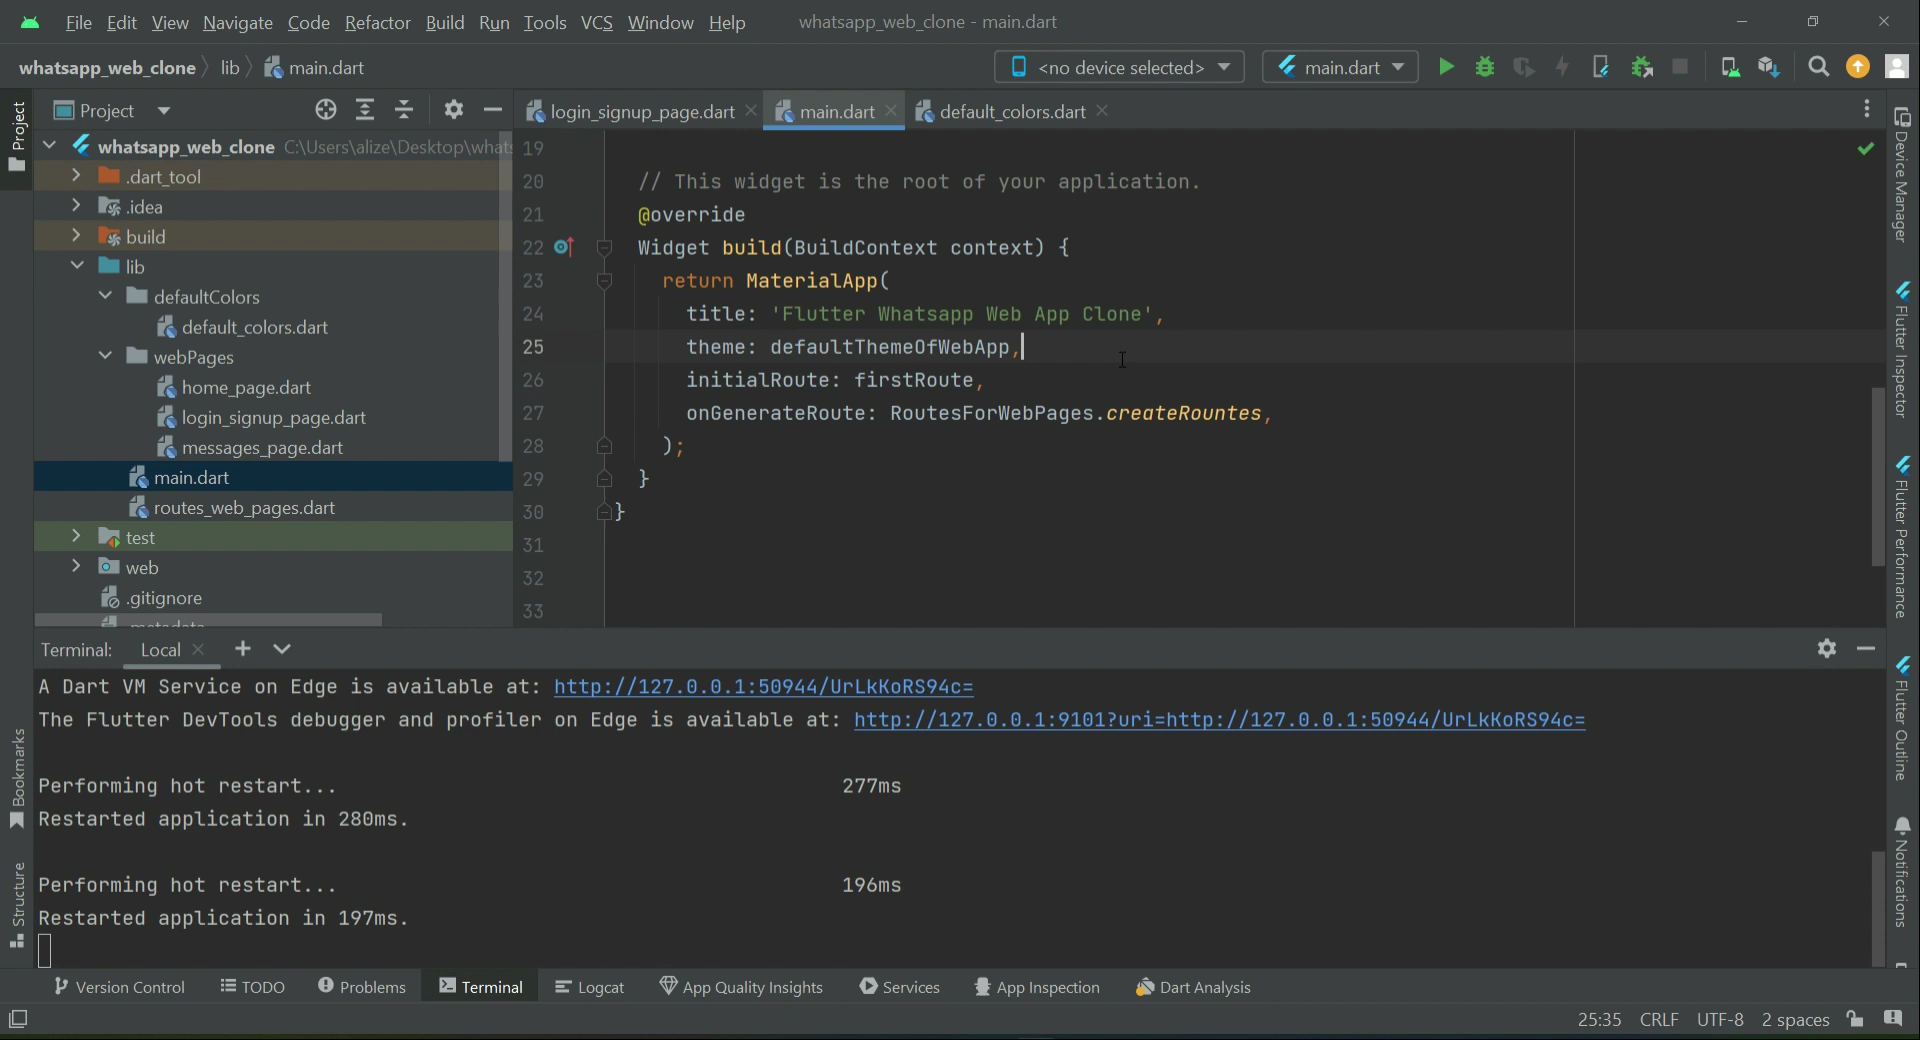 File Edit View Navigate Code Refactor Build Run Tools VCS Window Help whatsapp_web_clone - main.dart
whatsapp_web_clone lib main.dart <no device selected> main.dart
Project login_signup_page.dart main.dart default_colors.dart
Project
whatsapp_web_clone C:\Users\alize\Desktop\what
.dart_tool
.idea
build
lib
defaultColors
default_colors.dart
webPages
home_page.dart
login_signup_page.dart
messages_page.dart
main.dart
routes_web_pages.dart
test
web
.gitignore
.metadata
19
20 // This widget is the root of your application.
21 @override
22 Widget build(BuildContext context) {
23 return MaterialApp(
24 title: 'Flutter Whatsapp Web App Clone',
25 theme: defaultThemeOfWebApp,
26 initialRoute: firstRoute,
27 onGenerateRoute: RoutesForWebPages.createRountes,
28 );
29 }
30 }
31
32
33
Device Manager
Flutter Inspector
Flutter Performance
Flutter Outline
Notifications
Terminal: Local
A Dart VM Service on Edge is available at: http://127.0.0.1:50944/UrLkKoRS94c=
The Flutter DevTools debugger and profiler on Edge is available at: http://127.0.0.1:9101?uri=http://127.0.0.1:50944/UrLkKoRS94c=
Performing hot restart... 277ms
Restarted application in 280ms.
Performing hot restart... 196ms
Restarted application in 197ms.
Bookmarks
Structure
Version Control TODO Problems Terminal Logcat App Quality Insights Services App Inspection Dart Analysis
25:35 CRLF UTF-8 2 spaces